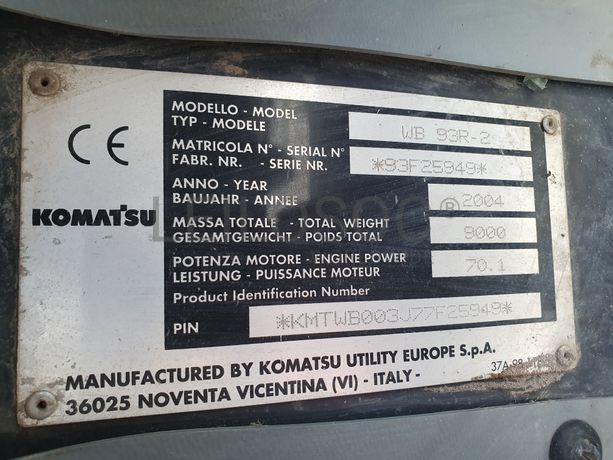 CE
KOMATSU
MODELLO - MODEL
TYP - MODELE
WB 93R-2
MATRICOLA N° - SERIAL N°
FABR. NR. - SERIE NR.
*93F25949*
ANNO - YEAR
BAUJAHR - ANNEE
2004
MASSA TOTALE - TOTAL WEIGHT
GESAMTGEWICHT - POIDS TOTAL
9000
POTENZA MOTORE - ENGINE POWER
LEISTUNG - PUISSANCE MOTEUR
70.1
Product Identification Number
PIN
*KMTWB003J77F25949*
MANUFACTURED BY KOMATSU UTILITY EUROPE S.p.A.
36025 NOVENTA VICENTINA (VI) - ITALY -